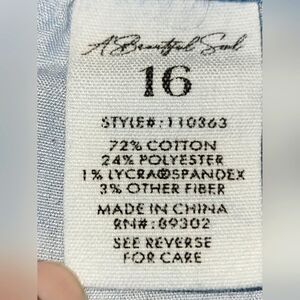 A Beautiful Soul
16
STYLE#: 110363
72% COTTON
24% POLYESTER
1% LYCRA®SPANDEX
3% OTHER FIBER
MADE IN CHINA
RN#: 89302
SEE REVERSE
FOR CARE